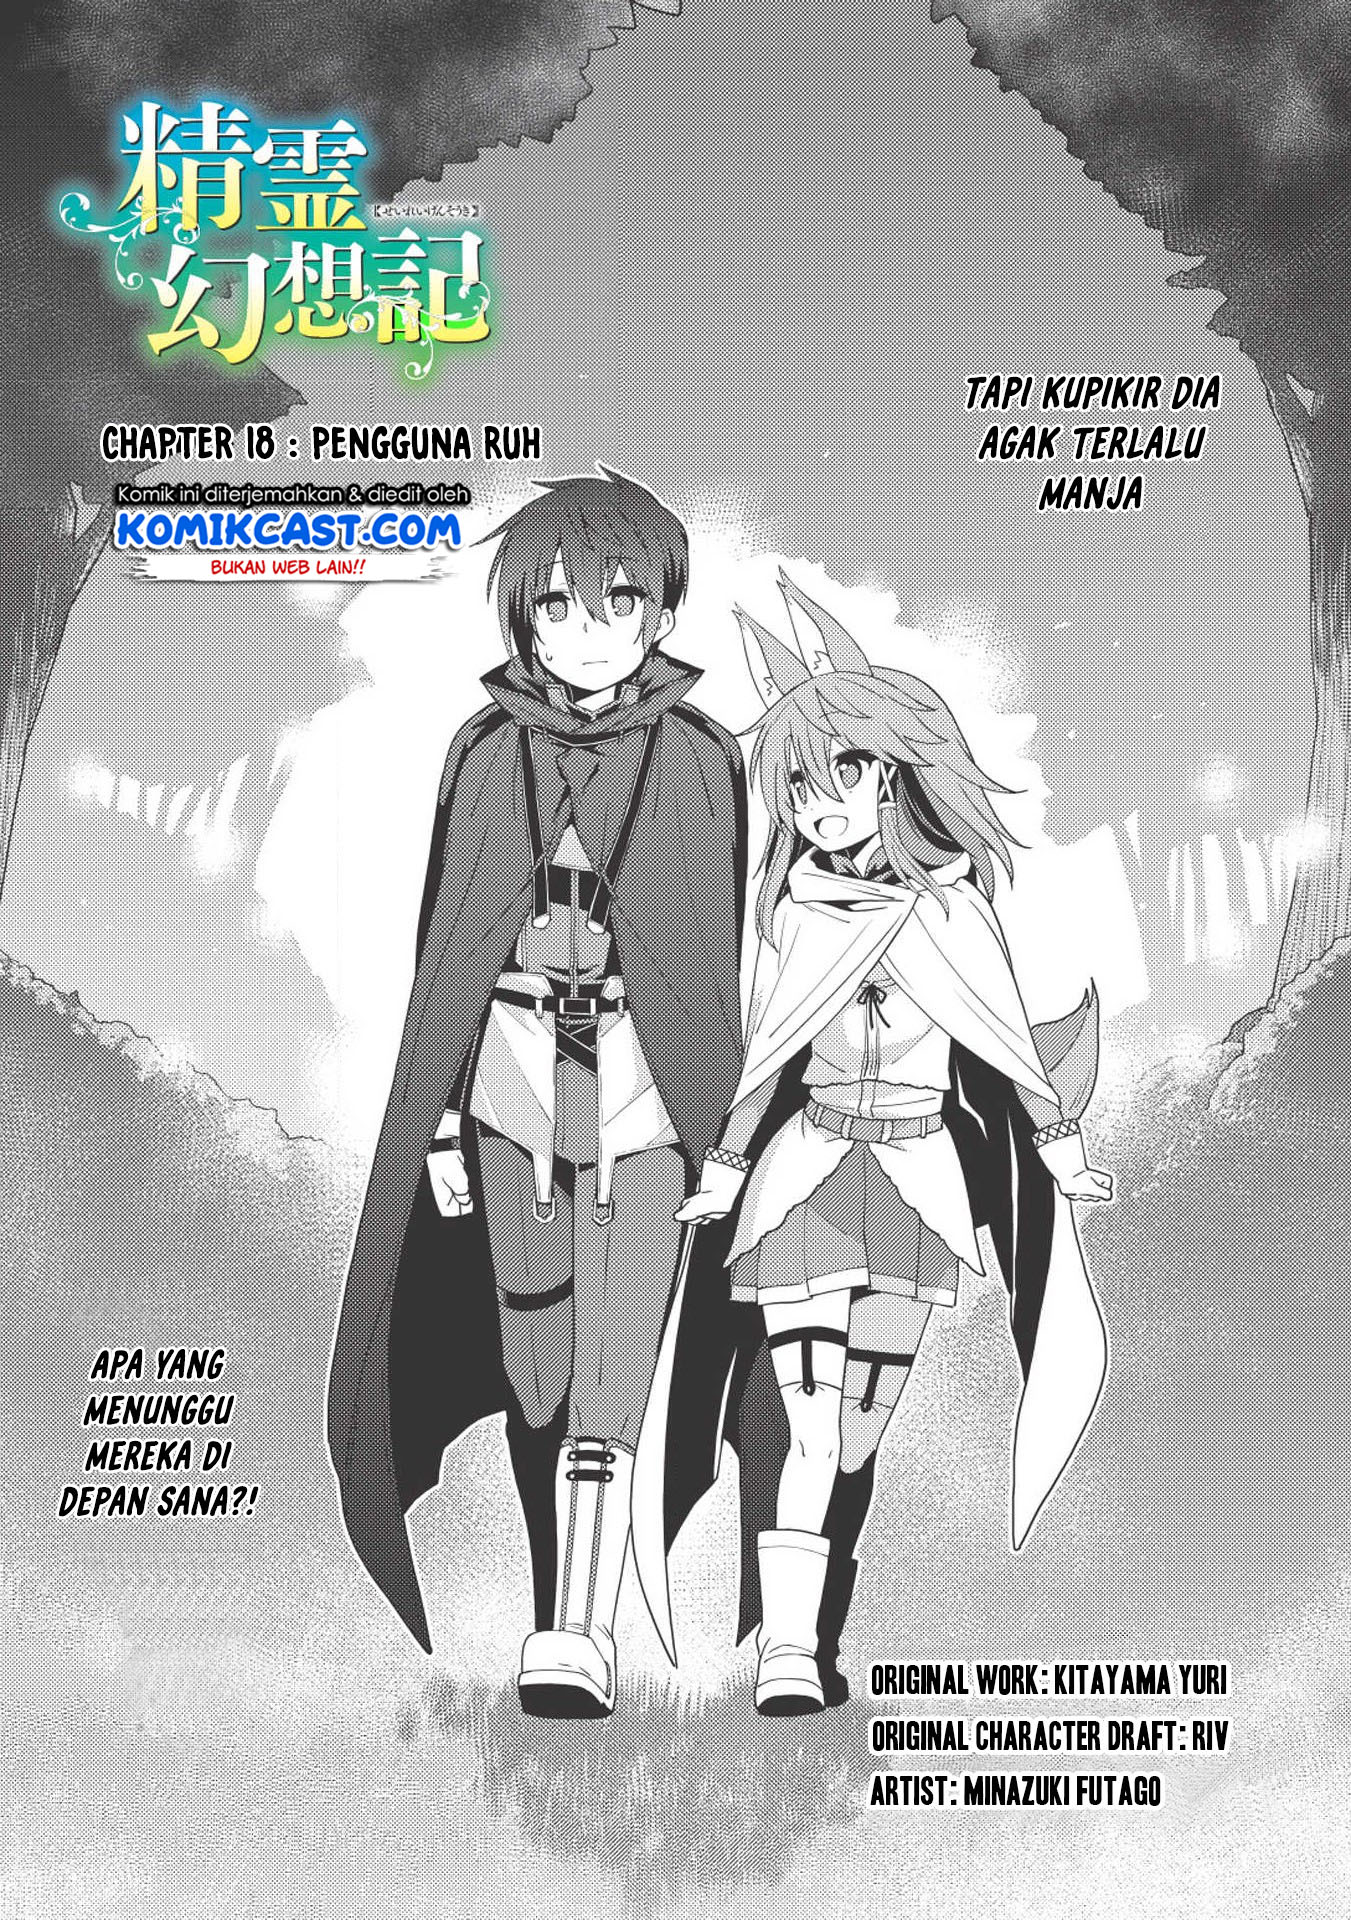 精霊
【せいれいげんそうき】
幻想記
CHAPTER 18 : PENGGUNA RUH
Komik ini diterjemahkan & diedit oleh
KOMIKCAST.COM
BUKAN WEB LAIN!!
TAPI KUPIKIR DIA
AGAK TERLALU
MANJA
APA YANG
MENUNGGU
MEREKA DI
DEPAN SANA?!
ORIGINAL WORK: KITAYAMA YURI
ORIGINAL CHARACTER DRAFT: RIV
ARTIST: MINAZUKI FUTAGO